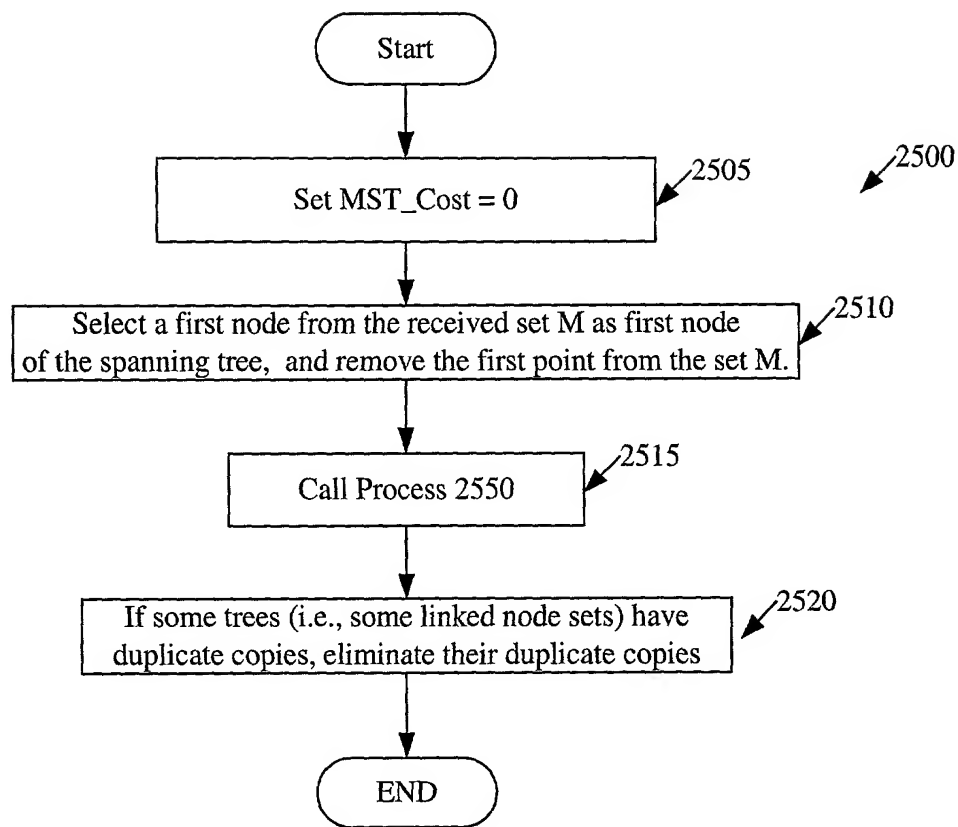 Start
2500
2505
Set MST_Cost = 0
2510
Select a first node from the received set M as first node
of the spanning tree, and remove the first point from the set M.
2515
Call Process 2550
2520
If some trees (i.e., some linked node sets) have
duplicate copies, eliminate their duplicate copies
END